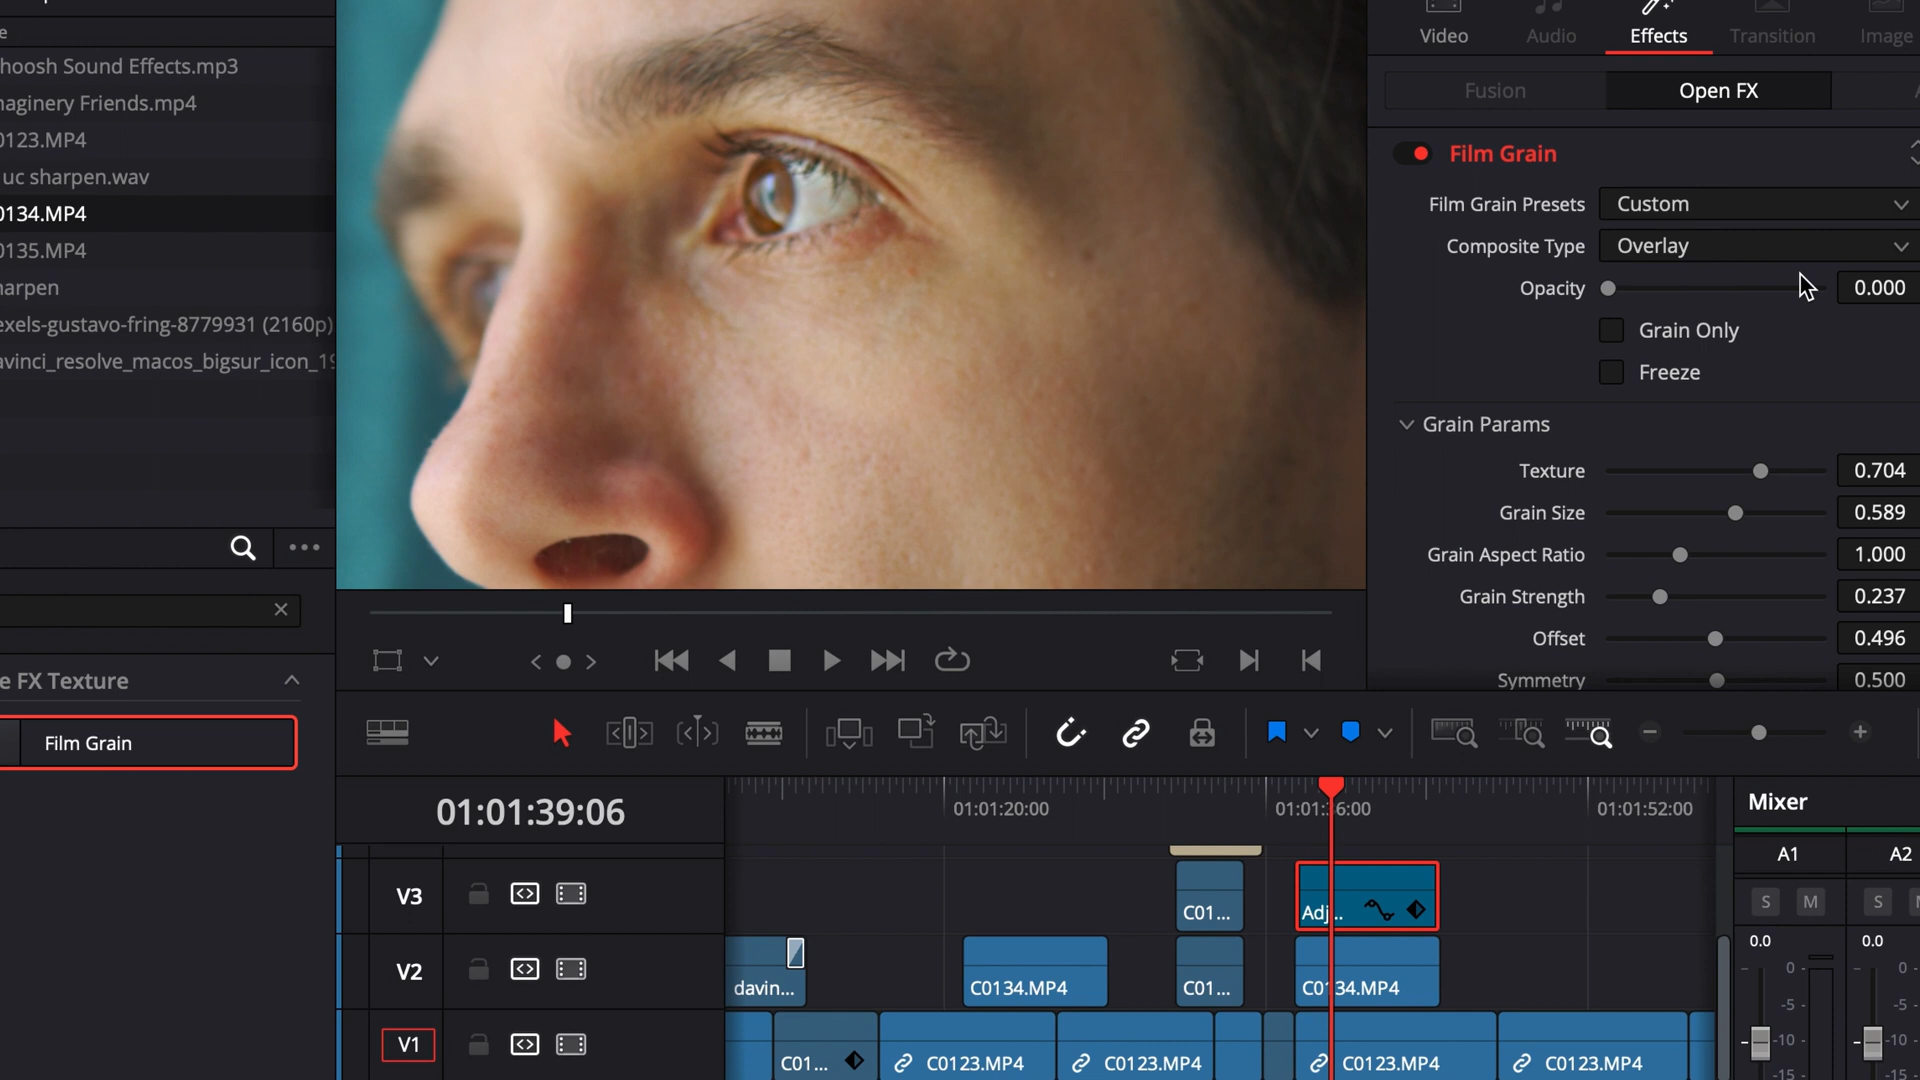 e
hoosh Sound Effects.mp3
naginery Friends.mp4
0123.MP4
uc sharpen.wav
0134.MP4
0135.MP4
harpen
exels-gustavo-fring-8779931 (2160p)
avinci_resolve_macos_bigsur_icon_19
e FX Texture
Film Grain
Video
Audio
Effects
Transition
Image
Fusion
Open FX
Film Grain
Film Grain Presets
Custom
Composite Type
Overlay
Opacity
0.000
Grain Only
Freeze
Grain Params
Texture
0.704
Grain Size
0.589
Grain Aspect Ratio
1.000
Grain Strength
0.237
Offset
0.496
Symmetry
0.500
01:01:39:06
01:01:20:00
01:01:36:00
01:01:52:00
V3
C01...
Adj...
V2
davin...
C0134.MP4
C01...
C0134.MP4
V1
C01...
C0123.MP4
C0123.MP4
C0123.MP4
C0123.MP4
Mixer
A1
A2
S
M
S
0.0
0.0
0
0
-5
-5
-10
-10
-15
-15